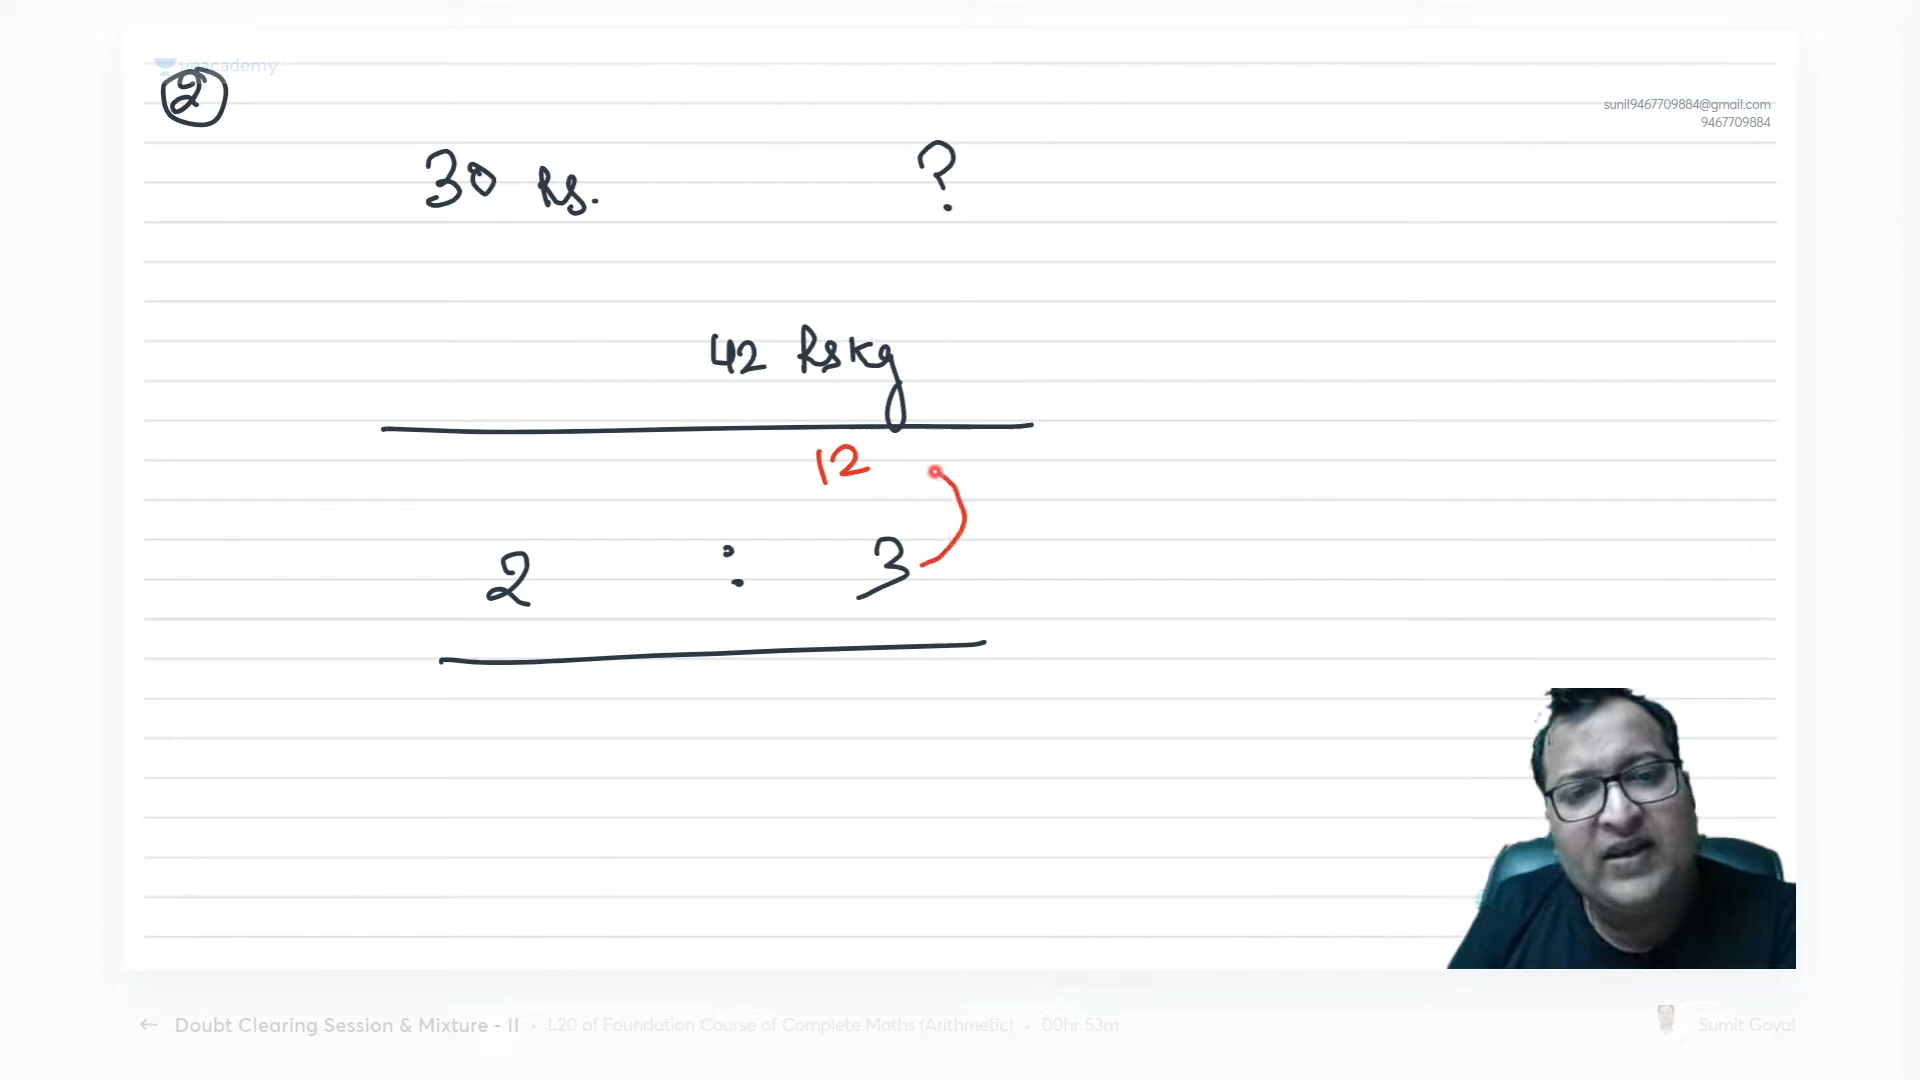 unacademy
2
sunil9467709884@gmail.com
9467709884
30 Rs. ?
42 Rs kg
12
2 : 3
← Doubt Clearing Session & Mixture - II • L20 of Foundation Course of Complete Maths (Arithmetic) • 00hr 53m
Sumit Goyal